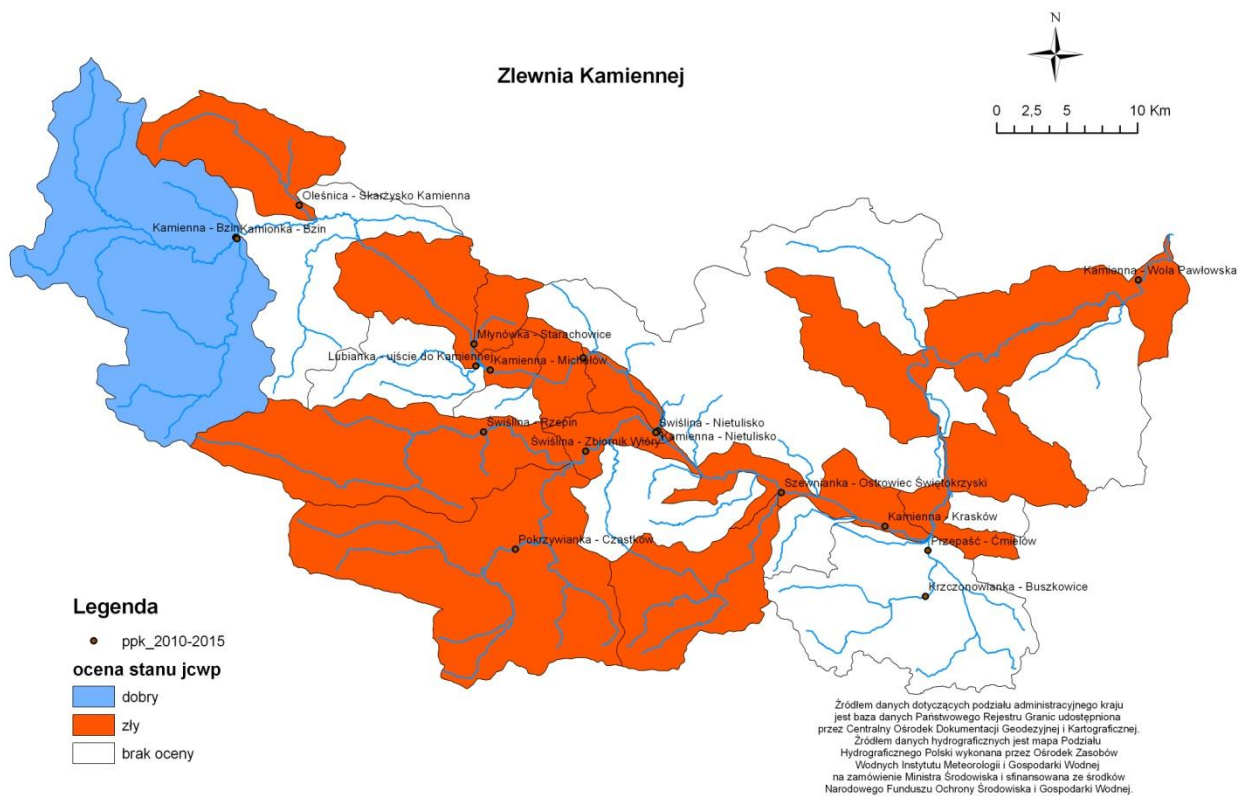 N
Zlewnia Kamiennej
0 2,5 5 10 Km
Oleśnica - Skarżysko Kamienna
Kamienna - Bzin
Kamionka - Bzin
Kamienna - Wola Pawłowska
Młynówka - Starachowice
Lubianka - ujście do Kamiennej
Kamienna - Michałów
Świślina - Rzepin
Świślina - Nietulisko
Kamienna - Nietulisko
Świślina - Zbiornik Wióry
Szewnianka - Ostrowiec Świętokrzyski
Kamienna - Krasków
Pokrzywianka - Cząstków
Przepaść - Ćmielów
Krzczonowianka - Buszkowice
Legenda
ppk_2010-2015
ocena stanu jcwp
dobry
zły
brak oceny
Źródłem danych dotyczących podziału administracyjnego kraju
jest baza danych Państwowego Rejestru Granic udostępniona
przez Centralny Ośrodek Dokumentacji Geodezyjnej i Kartograficznej.
Źródłem danych hydrograficznych jest mapa Podziału
Hydrograficznego Polski wykonana przez Ośrodek Zasobów
Wodnych Instytutu Meteorologii i Gospodarki Wodnej
na zamówienie Ministra Środowiska i sfinansowana ze środków
Narodowego Funduszu Ochrony Środowiska i Gospodarki Wodnej.